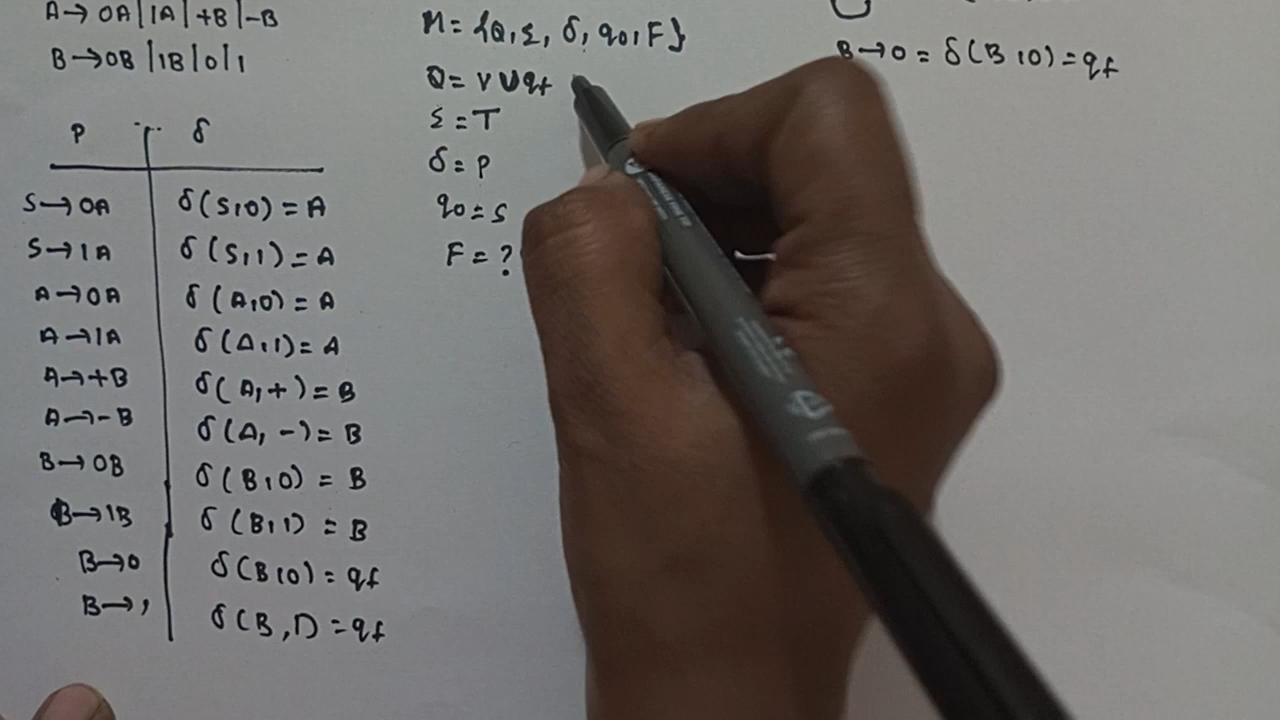 A→0A|1A|+B|-B
B→0B|1B|0|1
P δ
S→0A δ(S,0)=A
S→1A δ(S,1)=A
A→0A δ(A,0)=A
A→1A δ(A,1)=A
A→+B δ(A,+)=B
A→-B δ(A,-)=B
B→0B δ(B,0)=B
B→1B δ(B,1)=B
B→0 δ(B,0)=qf
B→1 δ(B,1)=qf
M={Q,Σ,δ,q0,F}
Q=V∪qf
Σ=T
δ=P
q0=S
F=?
B→0=δ(B,0)=qf